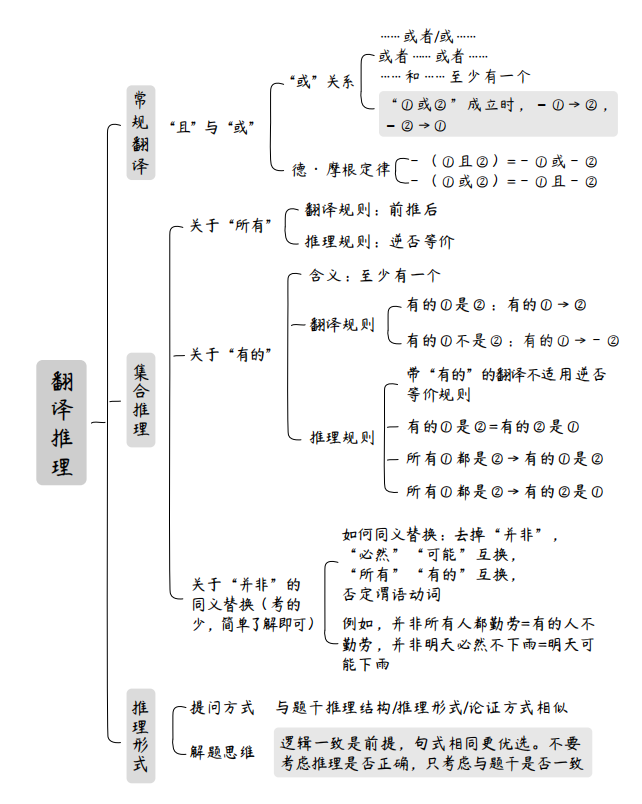 翻译推理
常规翻译
“且”与“或”
“或”关系
……或者/或……
或者……或者……
……和……至少有一个
“①或②”成立时，－①→②，
－②→①
德·摩根定律
－（①且②）=－①或－②
－（①或②）=－①且－②
集合推理
关于“所有”
翻译规则：前推后
推理规则：逆否等价
关于“有的”
含义：至少有一个
翻译规则
有的①是②：有的①→②
有的①不是②：有的①→－②
推理规则
带“有的”的翻译不适用逆否
等价规则
有的①是②=有的②是①
所有①都是②→有的①是②
所有①都是②→有的②是①
关于“并非”的
同义替换（考的
少，简单了解即可）
如何同义替换：去掉“并非”，
“必然”“可能”互换，
“所有”“有的”互换，
否定谓语动词
例如，并非所有人都勤劳=有的人不
勤劳，并非明天必然不下雨=明天可
能下雨
推理形式
提问方式
与题干推理结构/推理形式/论证方式相似
解题思维
逻辑一致是前提，句式相同更优选。不要
考虑推理是否正确，只考虑与题干是否一致